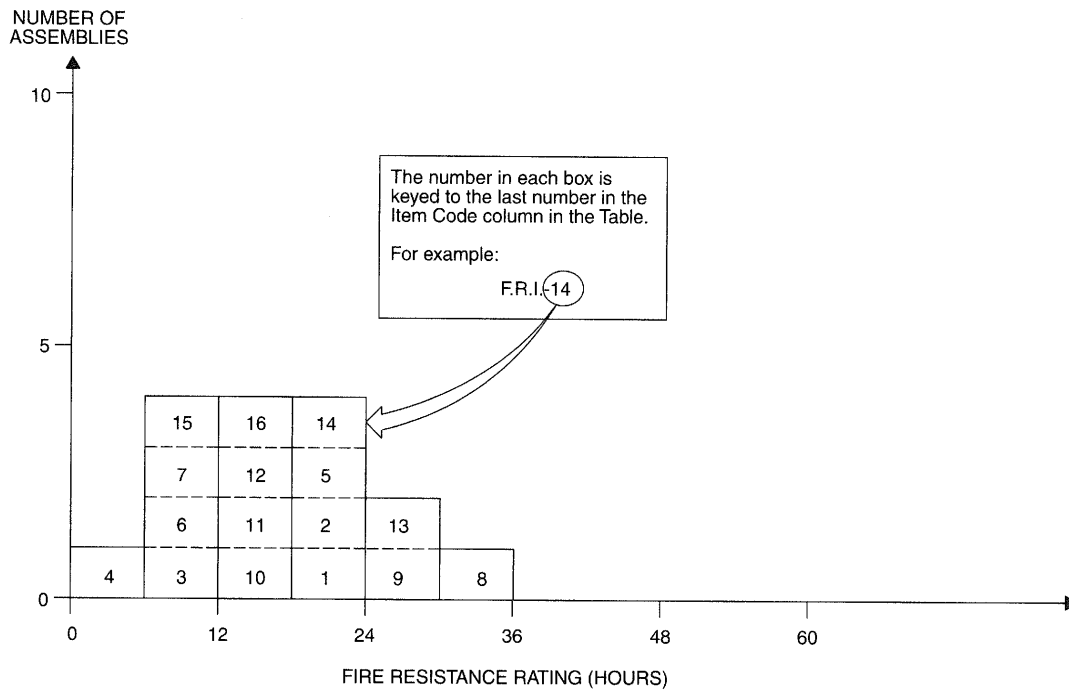 NUMBER OF
ASSEMBLIES
10
The number in each box is
keyed to the last number in the
Item Code column in the Table.
For example:
F.R.I.-14
5
15 16 14
7 12 5
6 11 2 13
4 3 10 1 9 8
0
0 12 24 36 48 60
FIRE RESISTANCE RATING (HOURS)